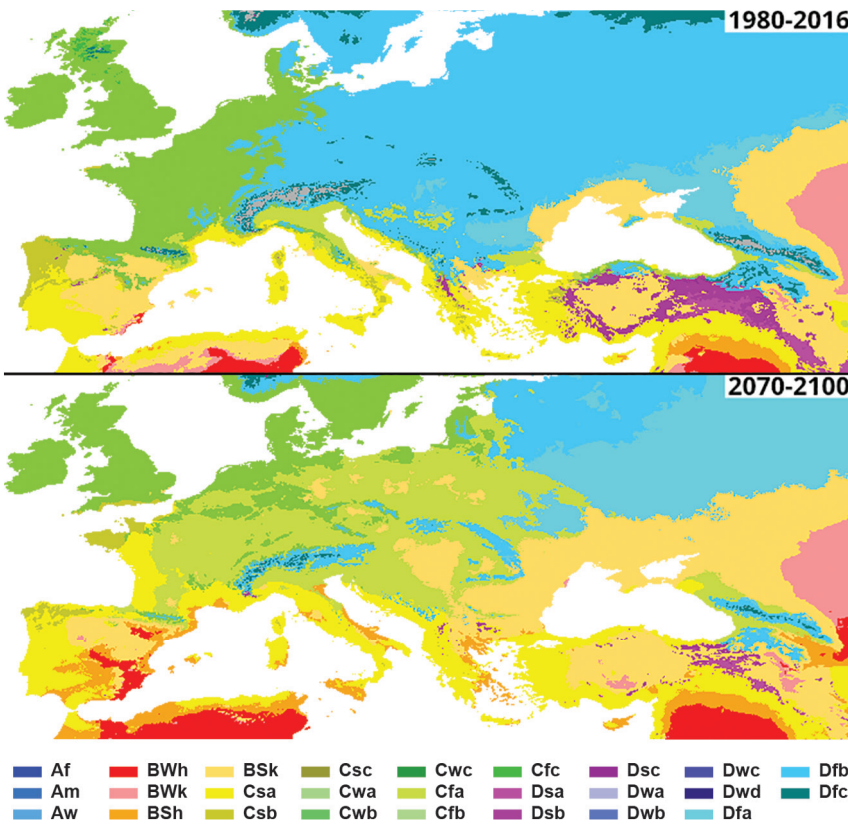 1980-2016
2070-2100
Af BWh BSk Csc Cwc Cfc Dsc Dwc Dfb
Am BWk Csa Cwa Cfa Dsa Dwa Dwd Dfc
Aw BSh Csb Cwb Cfb Dsb Dwb Dfa